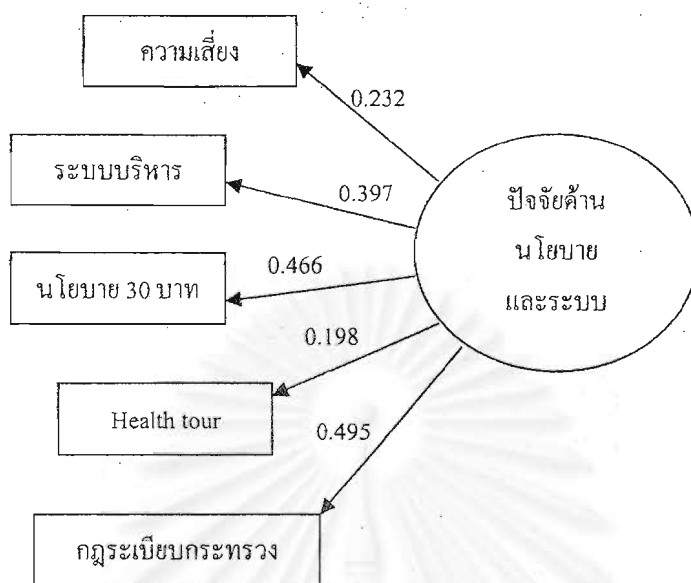 ความเสี่ยง
0.232
ระบบบริหาร
0.397
ปัจจัยด้าน
นโยบาย
และระบบ
นโยบาย 30 บาท
0.466
0.198
Health tour
0.495
กฎระเบียบกระทรวง